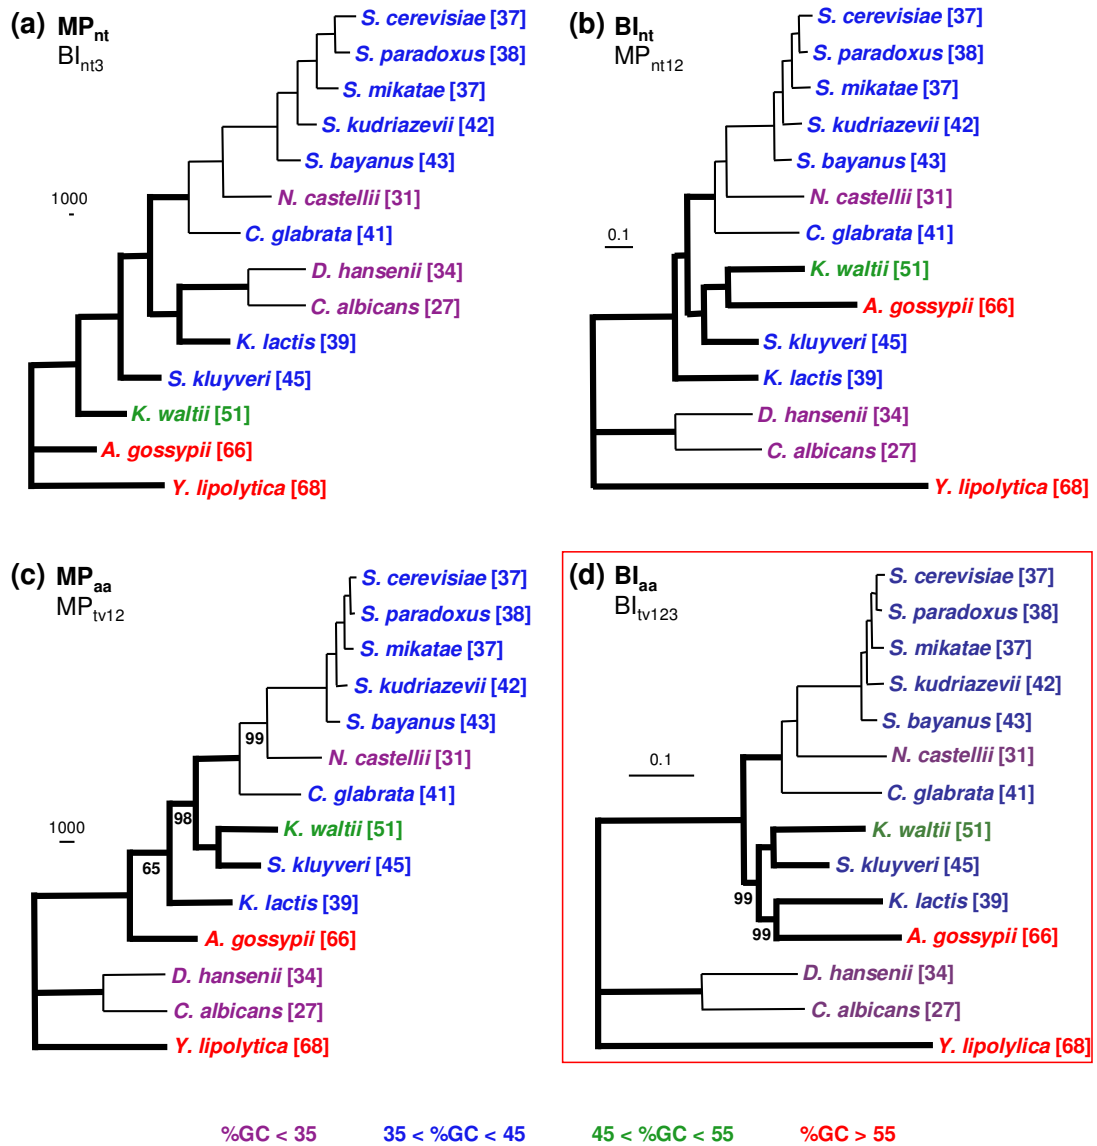 (a) MPnt
BInt3
S. cerevisiae [37]
S. paradoxus [38]
S. mikatae [37]
S. kudriazevii [42]
S. bayanus [43]
N. castellii [31]
C. glabrata [41]
D. hansenii [34]
C. albicans [27]
K. lactis [39]
S. kluyveri [45]
K. waltii [51]
A. gossypii [66]
Y. lipolytica [68]
1000
(b) BInt
MPnt12
S. cerevisiae [37]
S. paradoxus [38]
S. mikatae [37]
S. kudriazevii [42]
S. bayanus [43]
N. castellii [31]
C. glabrata [41]
K. waltii [51]
A. gossypii [66]
S. kluyveri [45]
K. lactis [39]
D. hansenii [34]
C. albicans [27]
Y. lipolytica [68]
0.1
(c) MPaa
MPtv12
S. cerevisiae [37]
S. paradoxus [38]
S. mikatae [37]
S. kudriazevii [42]
S. bayanus [43]
N. castellii [31]
C. glabrata [41]
K. waltii [51]
S. kluyveri [45]
K. lactis [39]
A. gossypii [66]
D. hansenii [34]
C. albicans [27]
Y. lipolytica [68]
99
98
65
1000
(d) BIaa
BItv123
S. cerevisiae [37]
S. paradoxus [38]
S. mikatae [37]
S. kudriazevii [42]
S. bayanus [43]
N. castellii [31]
C. glabrata [41]
K. waltii [51]
S. kluyveri [45]
K. lactis [39]
A. gossypii [66]
D. hansenii [34]
C. albicans [27]
Y. lipolylica [68]
0.1
99
99
%GC < 35 35 < %GC < 45 45 < %GC < 55 %GC > 55